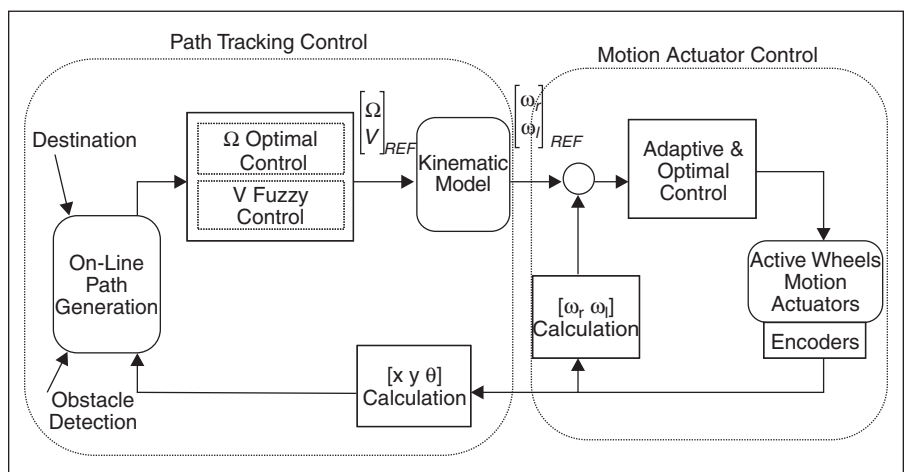 Path Tracking Control
Motion Actuator Control
Destination
Ω Optimal
Control
V Fuzzy
Control
[Ω
V]REF
Kinematic
Model
[ωr
ωl]REF
Adaptive &
Optimal
Control
On-Line
Path
Generation
Active Wheels
Motion
Actuators
Encoders
[ωr ωl]
Calculation
[x y θ]
Calculation
Obstacle
Detection